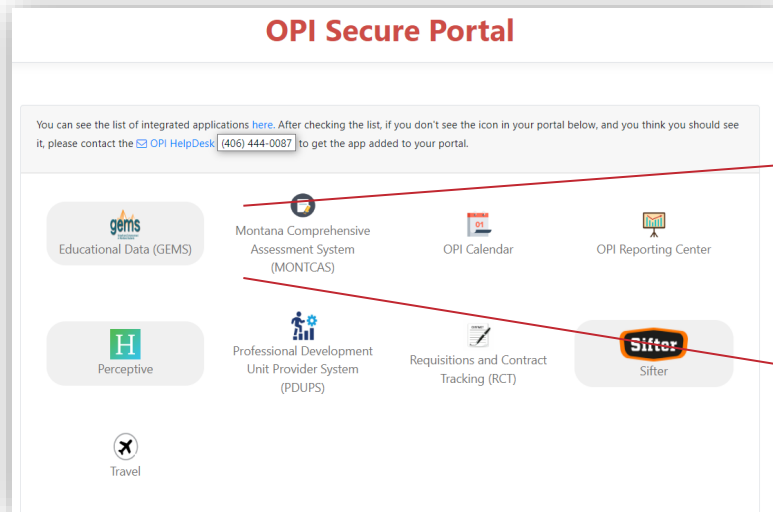 OPI Secure Portal
You can see the list of integrated applications here. After checking the list, if you don't see the icon in your portal below, and you think you should see
it, please contact the OPI HelpDesk (406) 444-0087 to get the app added to your portal.
gems
Educational Data (GEMS)
Montana Comprehensive
Assessment System
(MONTCAS)
01
OPI Calendar
OPI Reporting Center
H
Perceptive
Professional Development
Unit Provider System
(PDUPS)
Requisitions and Contract
Tracking (RCT)
Sifter
Sifter
Travel